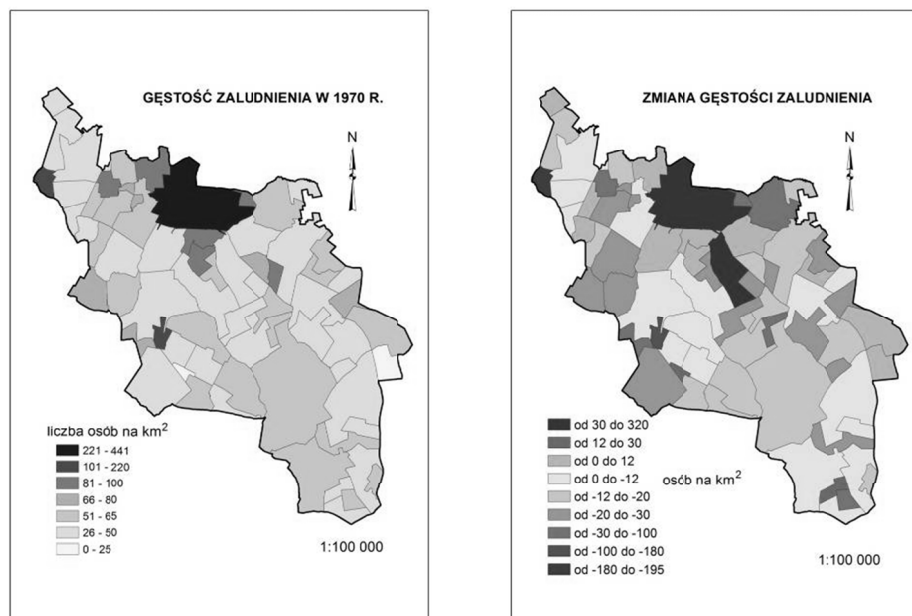 GĘSTOŚĆ ZALUDNIENIA W 1970 R.
N
liczba osób na km²
221 - 441
101 - 220
81 - 100
66 - 80
51 - 65
26 - 50
0 - 25
1:100 000
ZMIANA GĘSTOŚCI ZALUDNIENIA
N
od 30 do 320
od 12 do 30
od 0 do 12
od 0 do -12
od -12 do -20
od -20 do -30
od -30 do -100
od -100 do -180
od -180 do -195
osób na km²
1:100 000